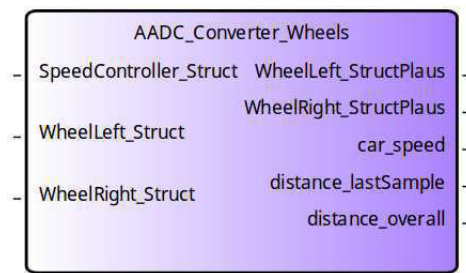 AADC_Converter_Wheels
SpeedController_Struct WheelLeft_StructPlaus
WheelRight_StructPlaus
WheelLeft_Struct
car_speed
distance_lastSample
WheelRight_Struct
distance_overall